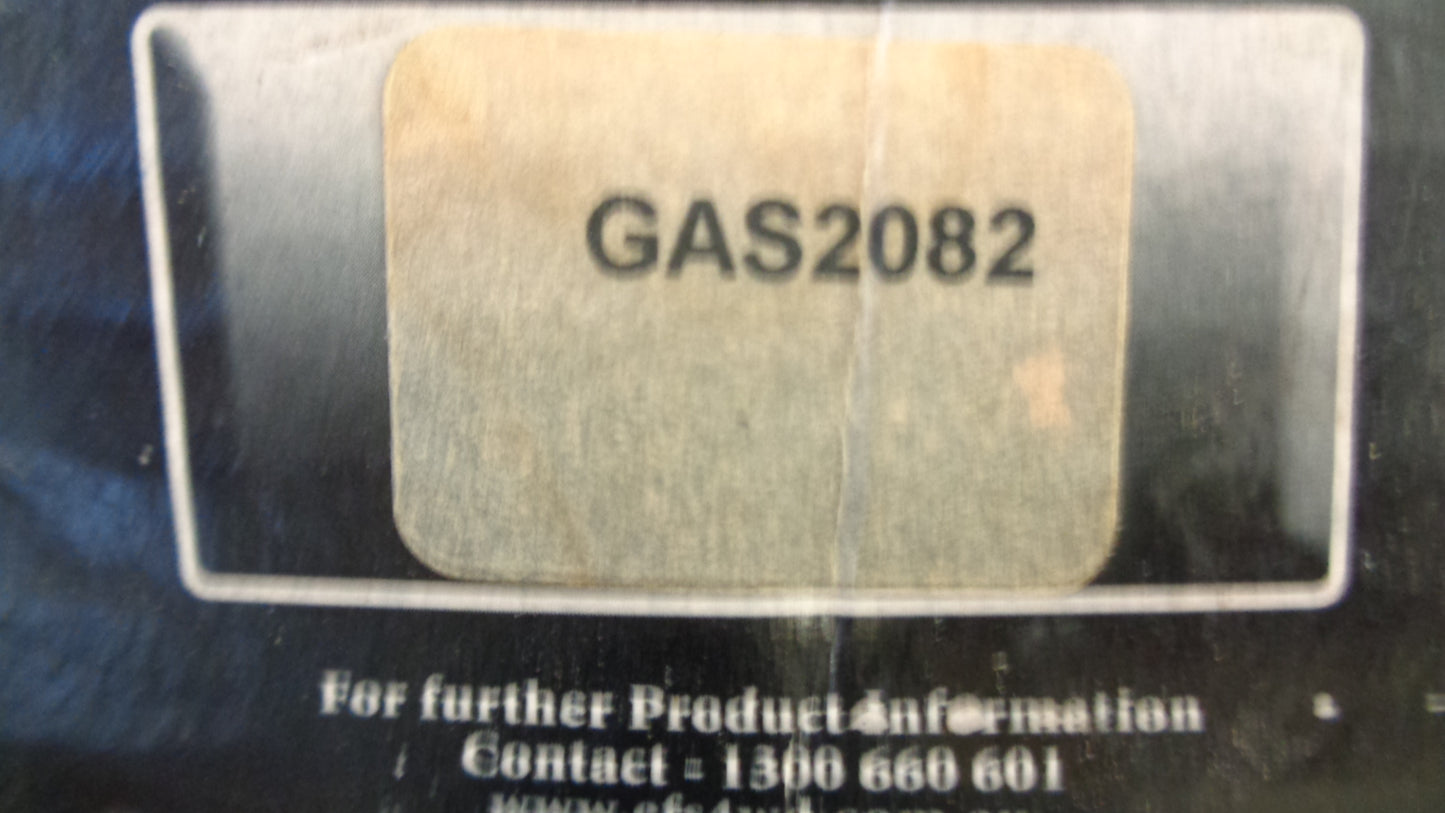 GAS2082
For further Product Information
Contact - 1300 660 601